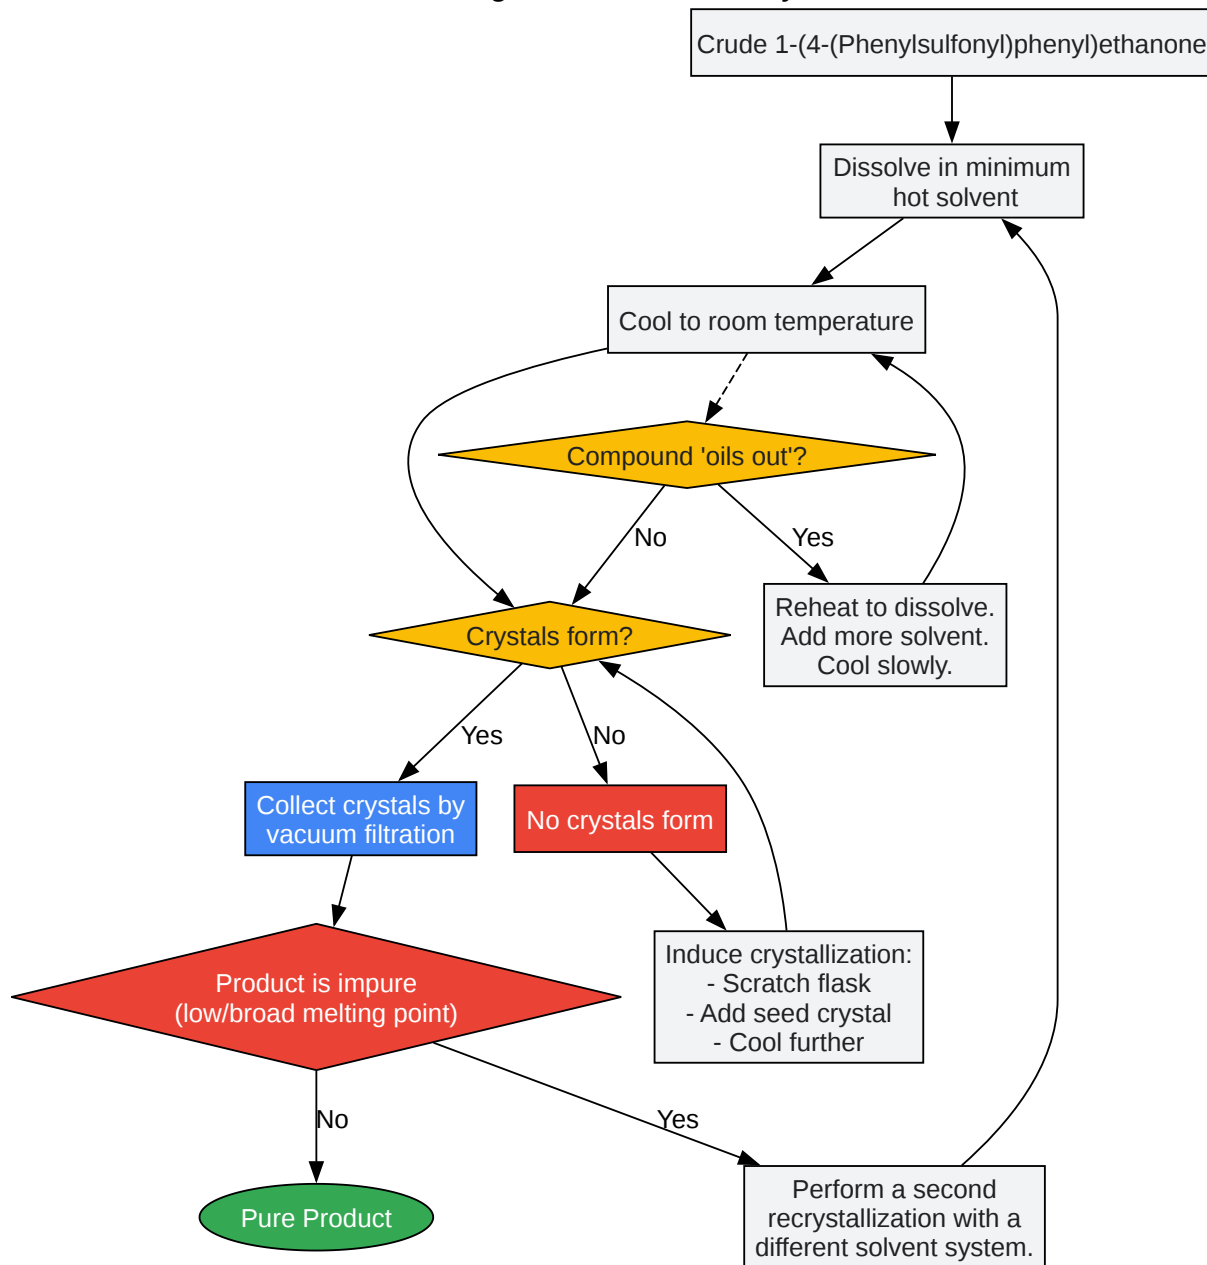 Crude 1-(4-(Phenylsulfonyl)phenyl)ethanone
Dissolve in minimum
hot solvent
Cool to room temperature
Compound 'oils out'?
No
Yes
Reheat to dissolve.
Add more solvent.
Cool slowly.
Crystals form?
Yes
No
Collect crystals by
vacuum filtration
No crystals form
Induce crystallization:
- Scratch flask
- Add seed crystal
- Cool further
Product is impure
(low/broad melting point)
No
Yes
Pure Product
Perform a second
recrystallization with a
different solvent system.